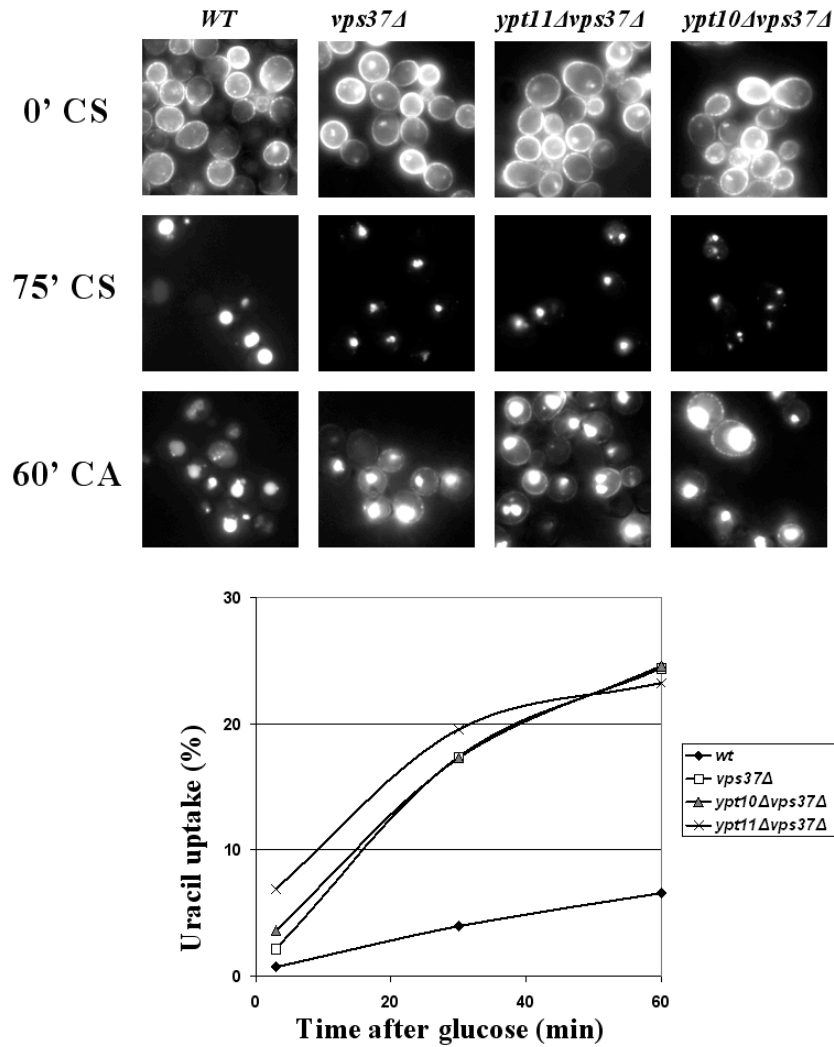 WT vps37Δ ypt11Δvps37Δ ypt10Δvps37Δ
0' CS
75' CS
60' CA
30
20
10
0
Uracil uptake (%)
0 20 40 60
Time after glucose (min)
wt
vps37Δ
ypt10Δvps37Δ
ypt11Δvps37Δ